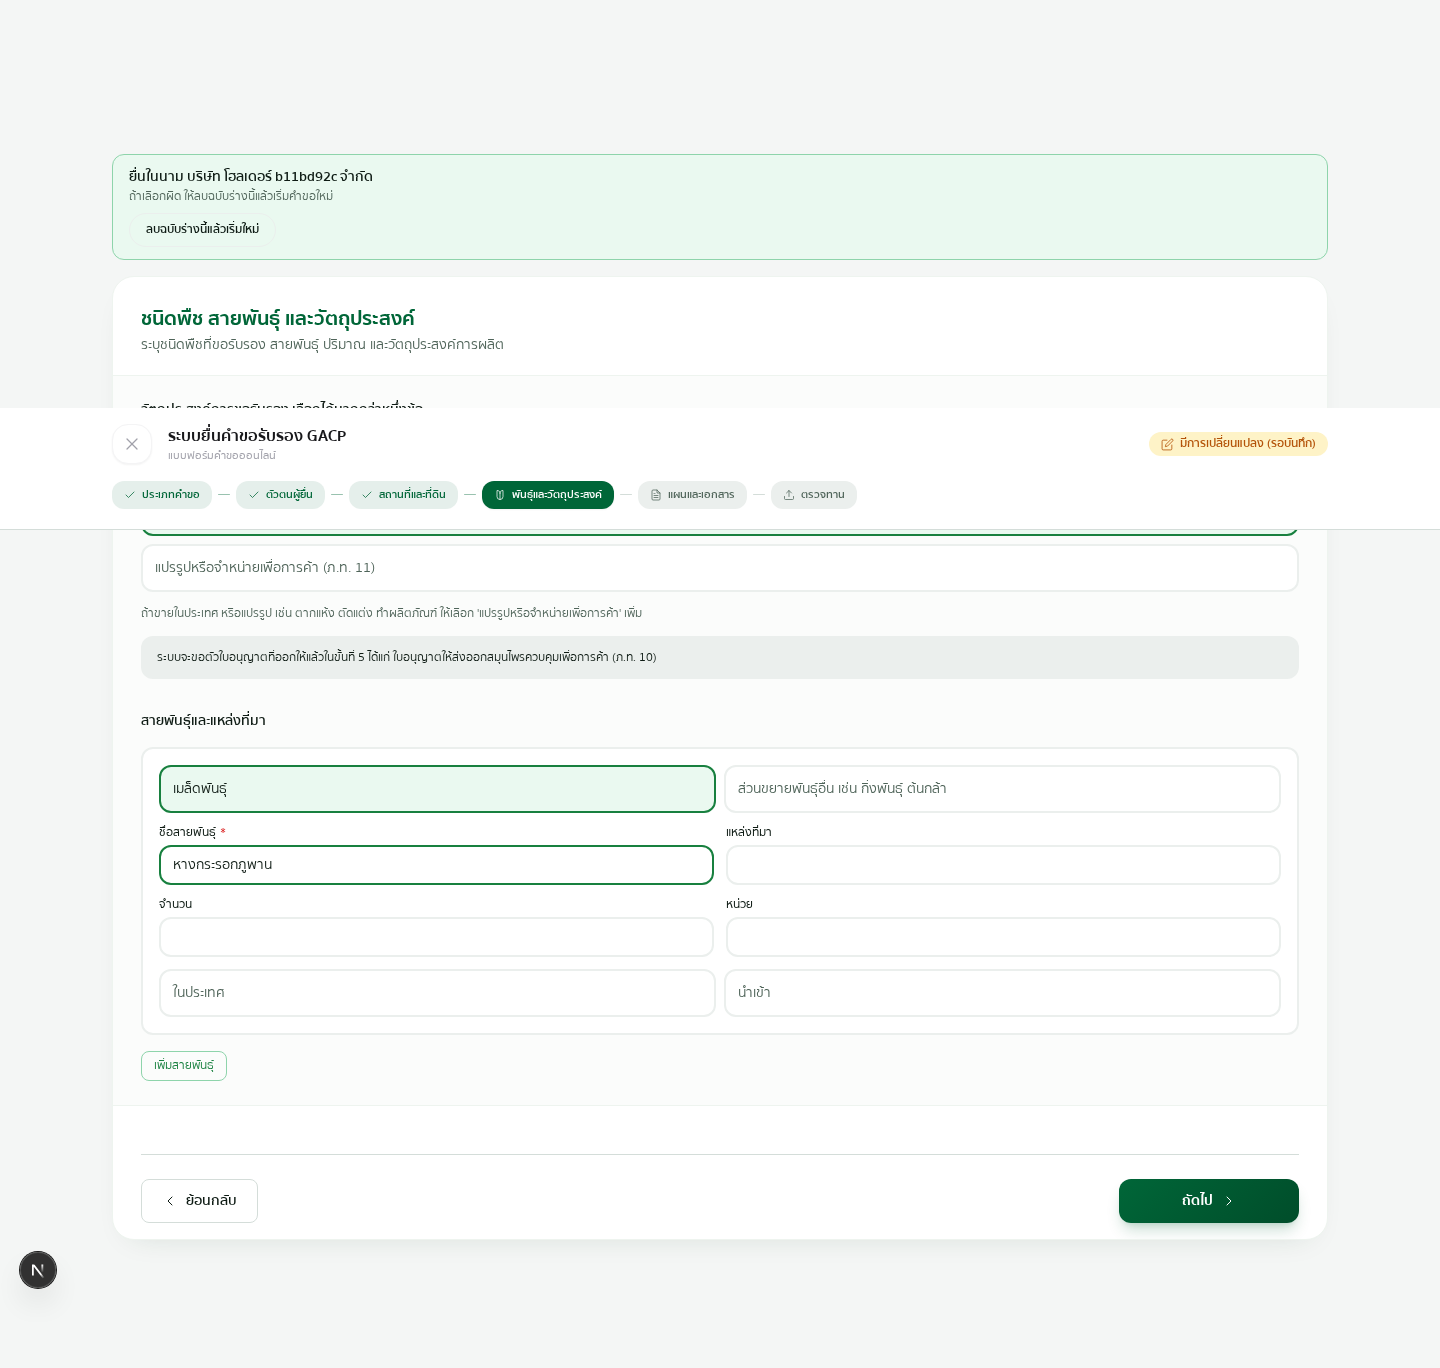 ยื่นในนาม บริษัท โฮลเดอร์ b11bd92c จำกัด
ถ้าเลือกผิด ให้ลบฉบับร่างนี้แล้วเริ่มคำขอใหม่
ลบฉบับร่างนี้แล้วเริ่มใหม่
ชนิดพืช สายพันธุ์ และวัตถุประสงค์
ระบุชนิดพืชที่ขอรับรอง สายพันธุ์ ปริมาณ และวัตถุประสงค์การผลิต
ระบบยื่นคำขอรับรอง GACP
แบบฟอร์มคำขอออนไลน์
มีการเปลี่ยนแปลง (รอบันทึก)
ประเภทคำขอ
ตัวตนผู้ยื่น
สถานที่และที่ดิน
พันธุ์และวัตถุประสงค์
แผนและเอกสาร
ตรวจทาน
แปรรูปหรือจำหน่ายเพื่อการค้า (ภ.ท. 11)
ถ้าขายในประเทศ หรือแปรรูป เช่น ตากแห้ง ตัดแต่ง ทำผลิตภัณฑ์ ให้เลือก 'แปรรูปหรือจำหน่ายเพื่อการค้า' เพิ่ม
ระบบจะขอตัวใบอนุญาตที่ออกให้แล้วในขั้นที่ 5 ได้แก่ ใบอนุญาตให้ส่งออกสมุนไพรควบคุมเพื่อการค้า (ภ.ท. 10)
สายพันธุ์และแหล่งที่มา
เมล็ดพันธุ์
ส่วนขยายพันธุ์อื่น เช่น กิ่งพันธุ์ ต้นกล้า
ชื่อสายพันธุ์ *
แหล่งที่มา
หางกระรอกภูพาน
จำนวน
หน่วย
ในประเทศ
นำเข้า
เพิ่มสายพันธุ์
ย้อนกลับ
ถัดไป